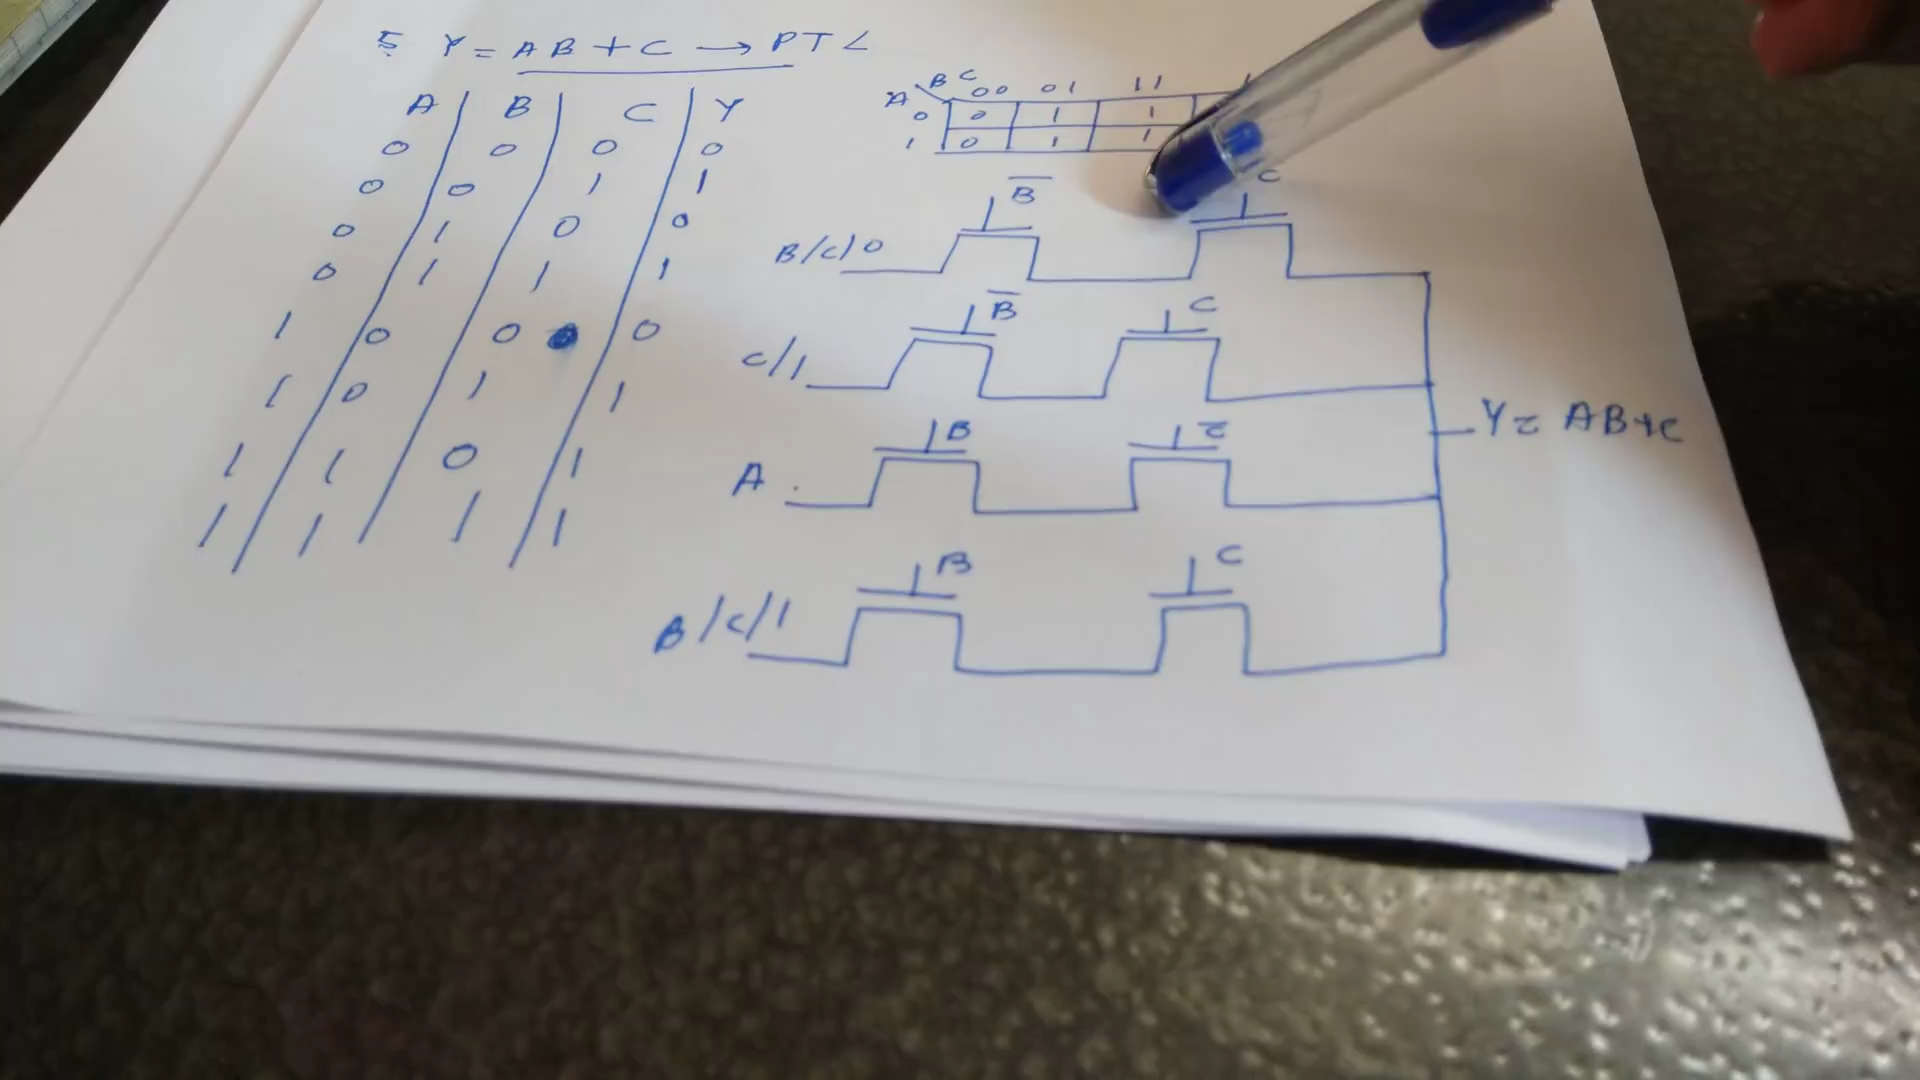 5 Y = AB + C → PTL
A B C Y
0 0 0 0
0 0 1 1
0 1 0 0
0 1 1 1
1 0 0 0
1 0 1 1
1 1 0 1
1 1 1 1
A BC 00 01 11
0 0 1 1
1 0 1 1
B̅ C
B/C/0
B̅ C
C/1
Y = AB+C
B C̅
A
B C
B/C/1